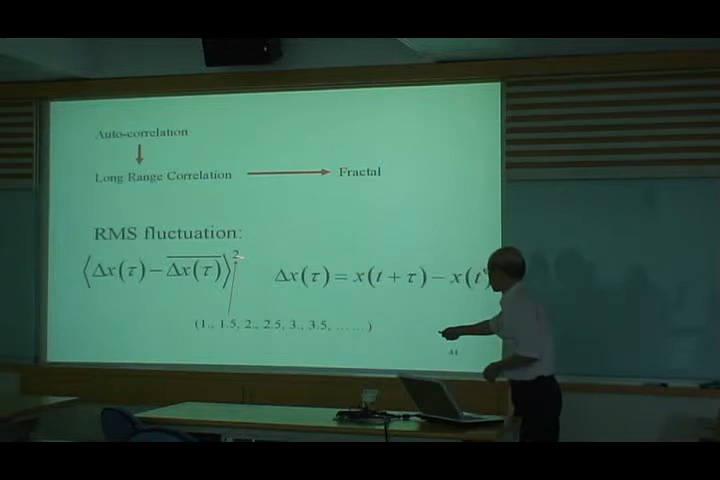 Auto-correlation
Long Range Correlation
Fractal
RMS fluctuation:
⟨Δx(τ) − \overline{Δx(τ)}⟩²
Δx(τ) = x(t + τ) − x(t
(1., 1.5, 2., 2.5, 3., 3.5, ……)